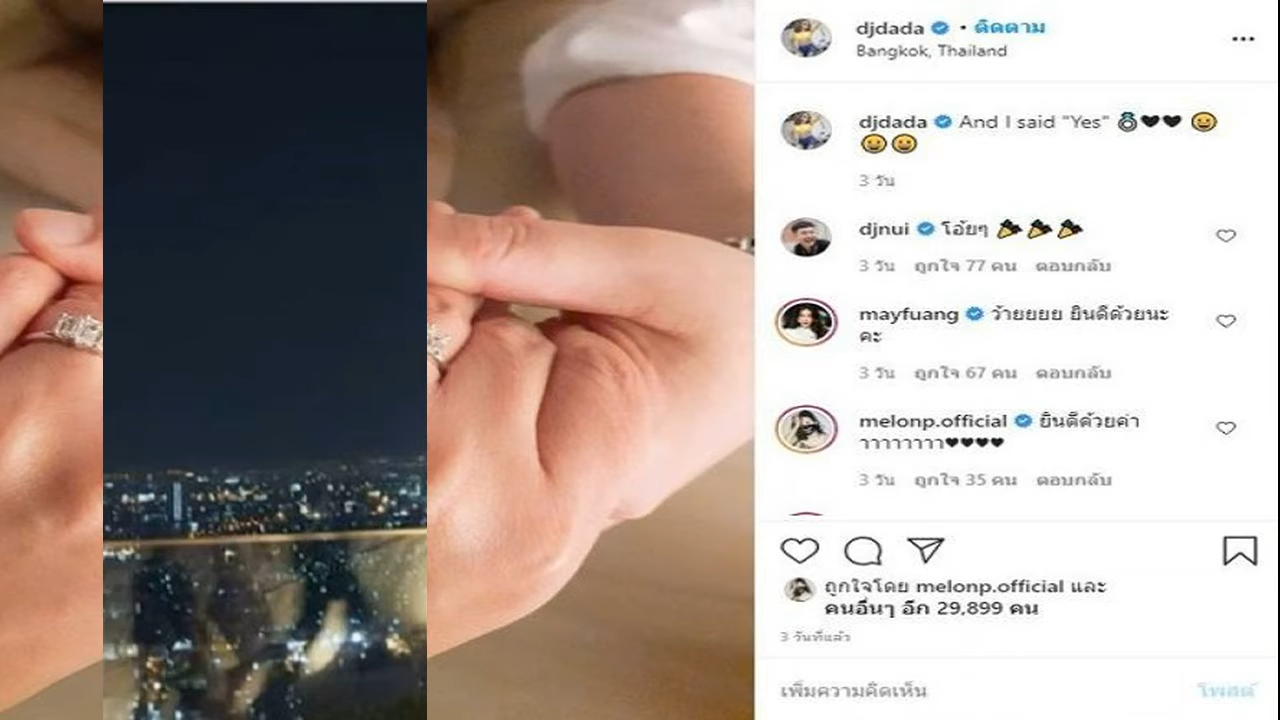 djdada • ติดตาม
Bangkok, Thailand
djdada And I said "Yes" 💍🖤🖤 😀
😀😀
3 วัน
djnui โอ้ยๆ 🎉🎉🎉
3 วัน ถูกใจ 77 คน ตอบกลับ
mayfuang ว้ายยยย ยินดีด้วยนะ
คะ
3 วัน ถูกใจ 67 คน ตอบกลับ
melonp.official ยินดีด้วยค่า
าาาาาาาา🖤🖤🖤🖤
3 วัน ถูกใจ 35 คน ตอบกลับ
ถูกใจโดย melonp.official และ
คนอื่นๆ อีก 29,899 คน
3 วันที่แล้ว
เพิ่มความคิดเห็น
โพสต์